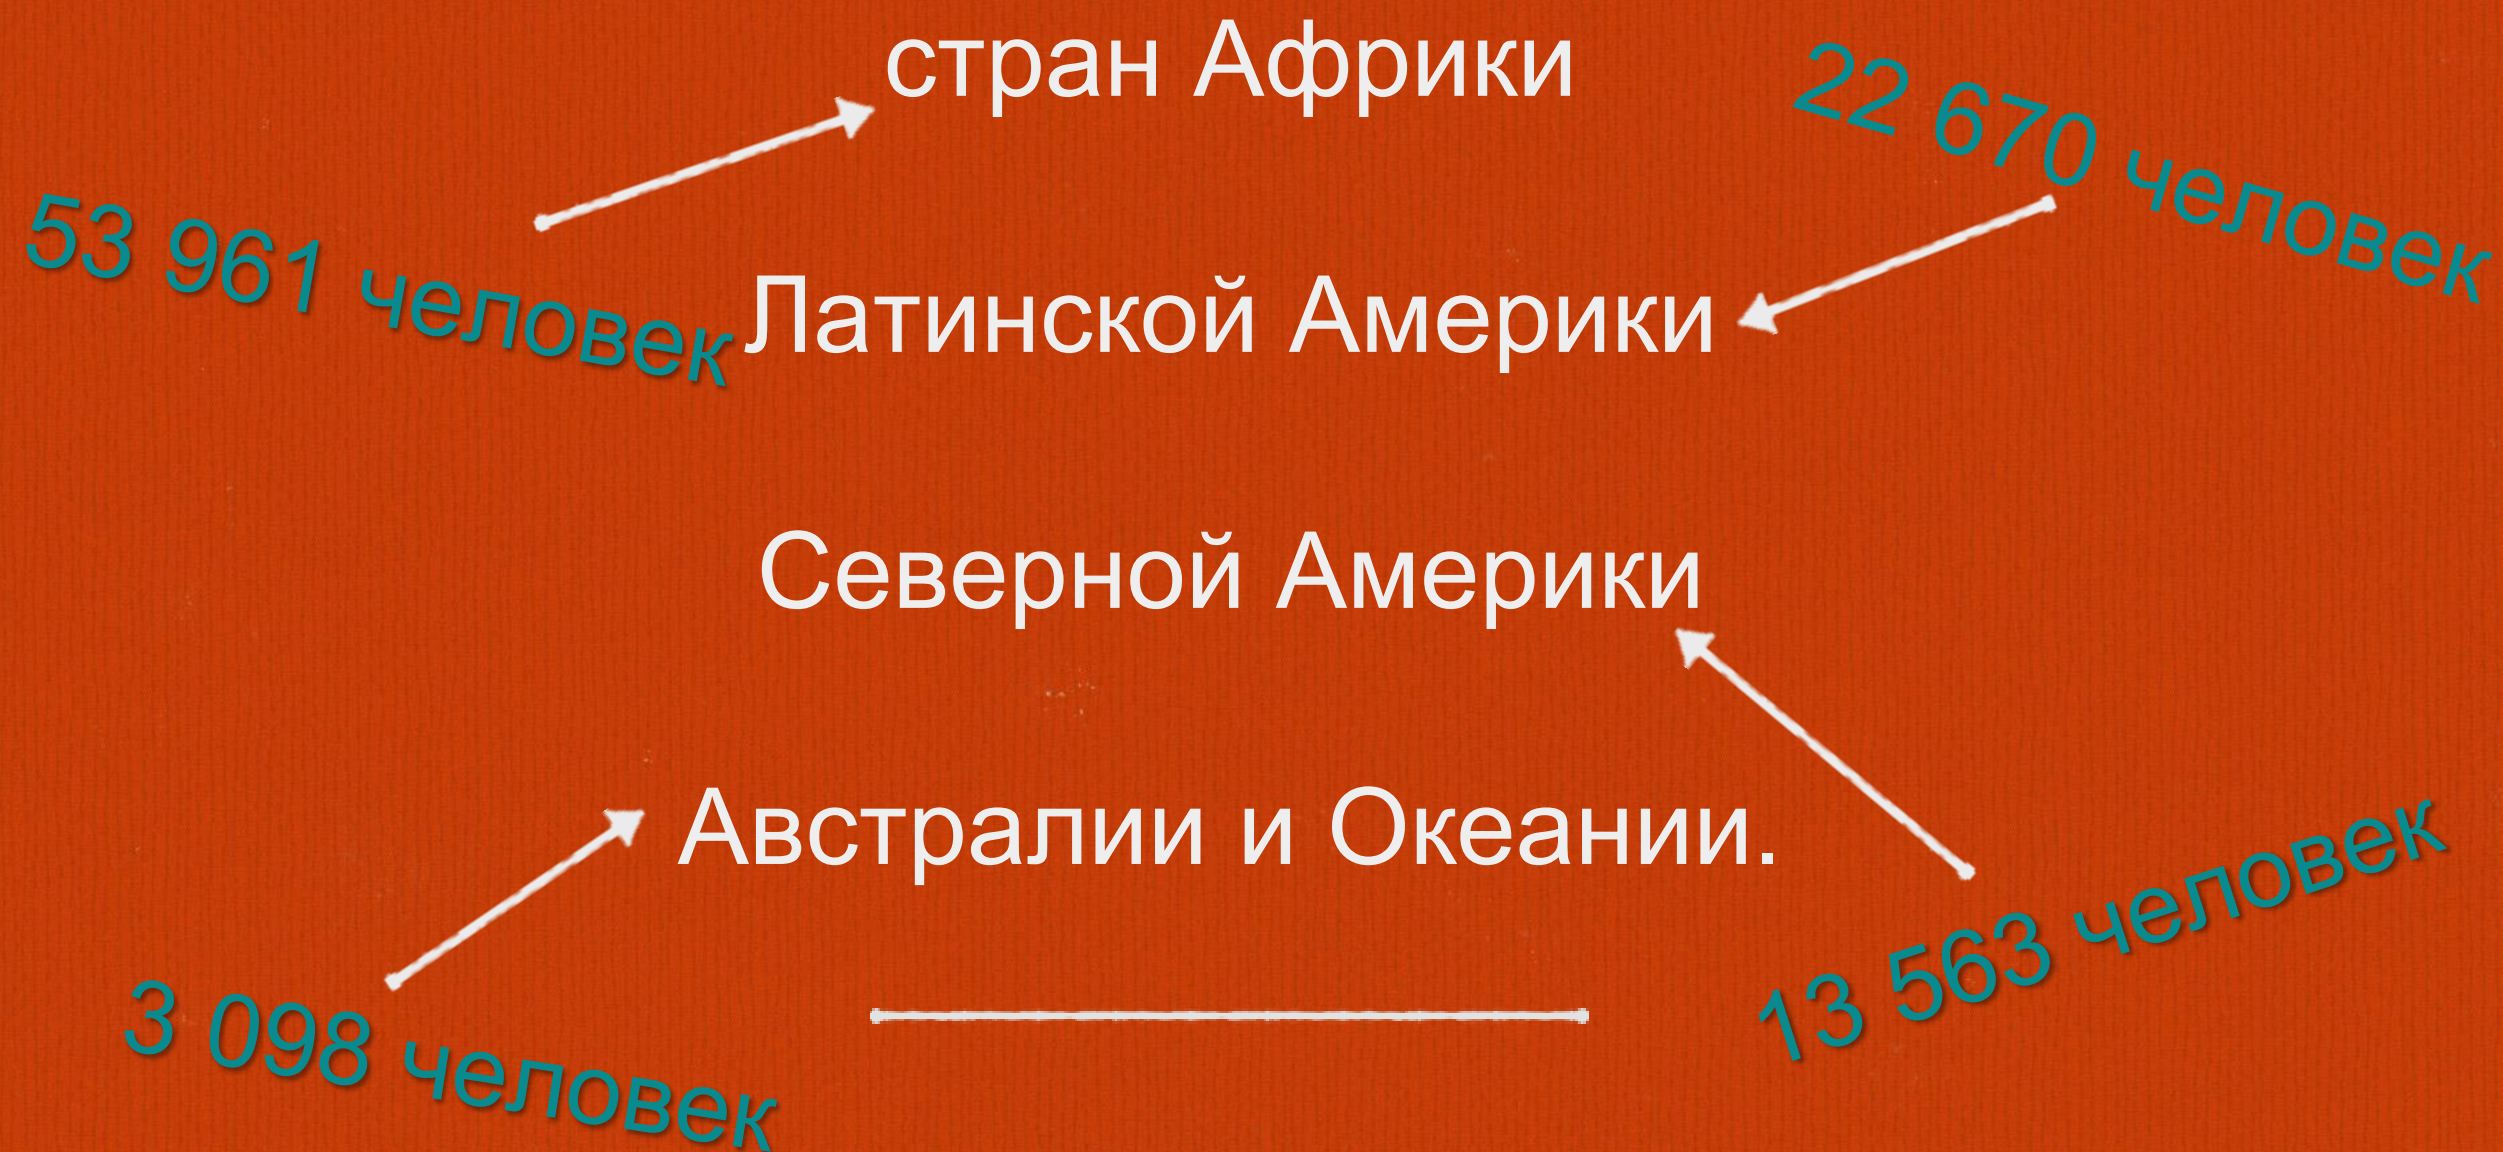 стран Африки
22 670 человек
53 961 человек
Латинской Америки
Северной Америки
Австралии и Океании.
13 563 человек
3 098 человек